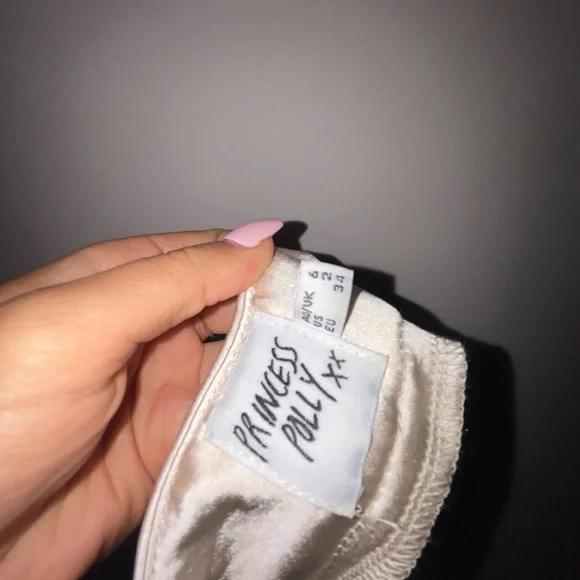 AU/UK 6
US 2
EU 34
PRINCESS
POLLY
xx